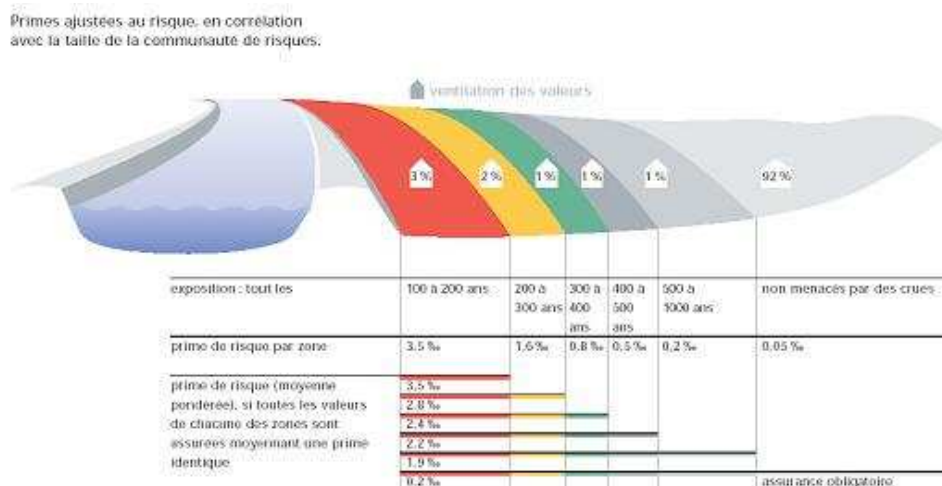 Primes ajustées au risque, en corrélation
avec la taille de la communauté de risques.
ventilation des valeurs
3 % 2 % 1 % 1 % 1 % 92 %
exposition : tout les 100 à 200 ans 200 à 300 à 400 à 500 à non menacés par des crues
300 ans 400 500 1000 ans
ans ans
prime de risque par zone 3,5 ‰ 1,6 ‰ 0,8 ‰ 0,5 ‰ 0,2 ‰ 0,05 ‰
prime de risque (moyenne 3,5 ‰
pondérée), si toutes les valeurs 2,8 ‰
de chacune des zones sont 2,4 ‰
assurées moyennant une prime 2,2 ‰
identique 1,9 ‰
0,2 ‰ assurance obligatoire